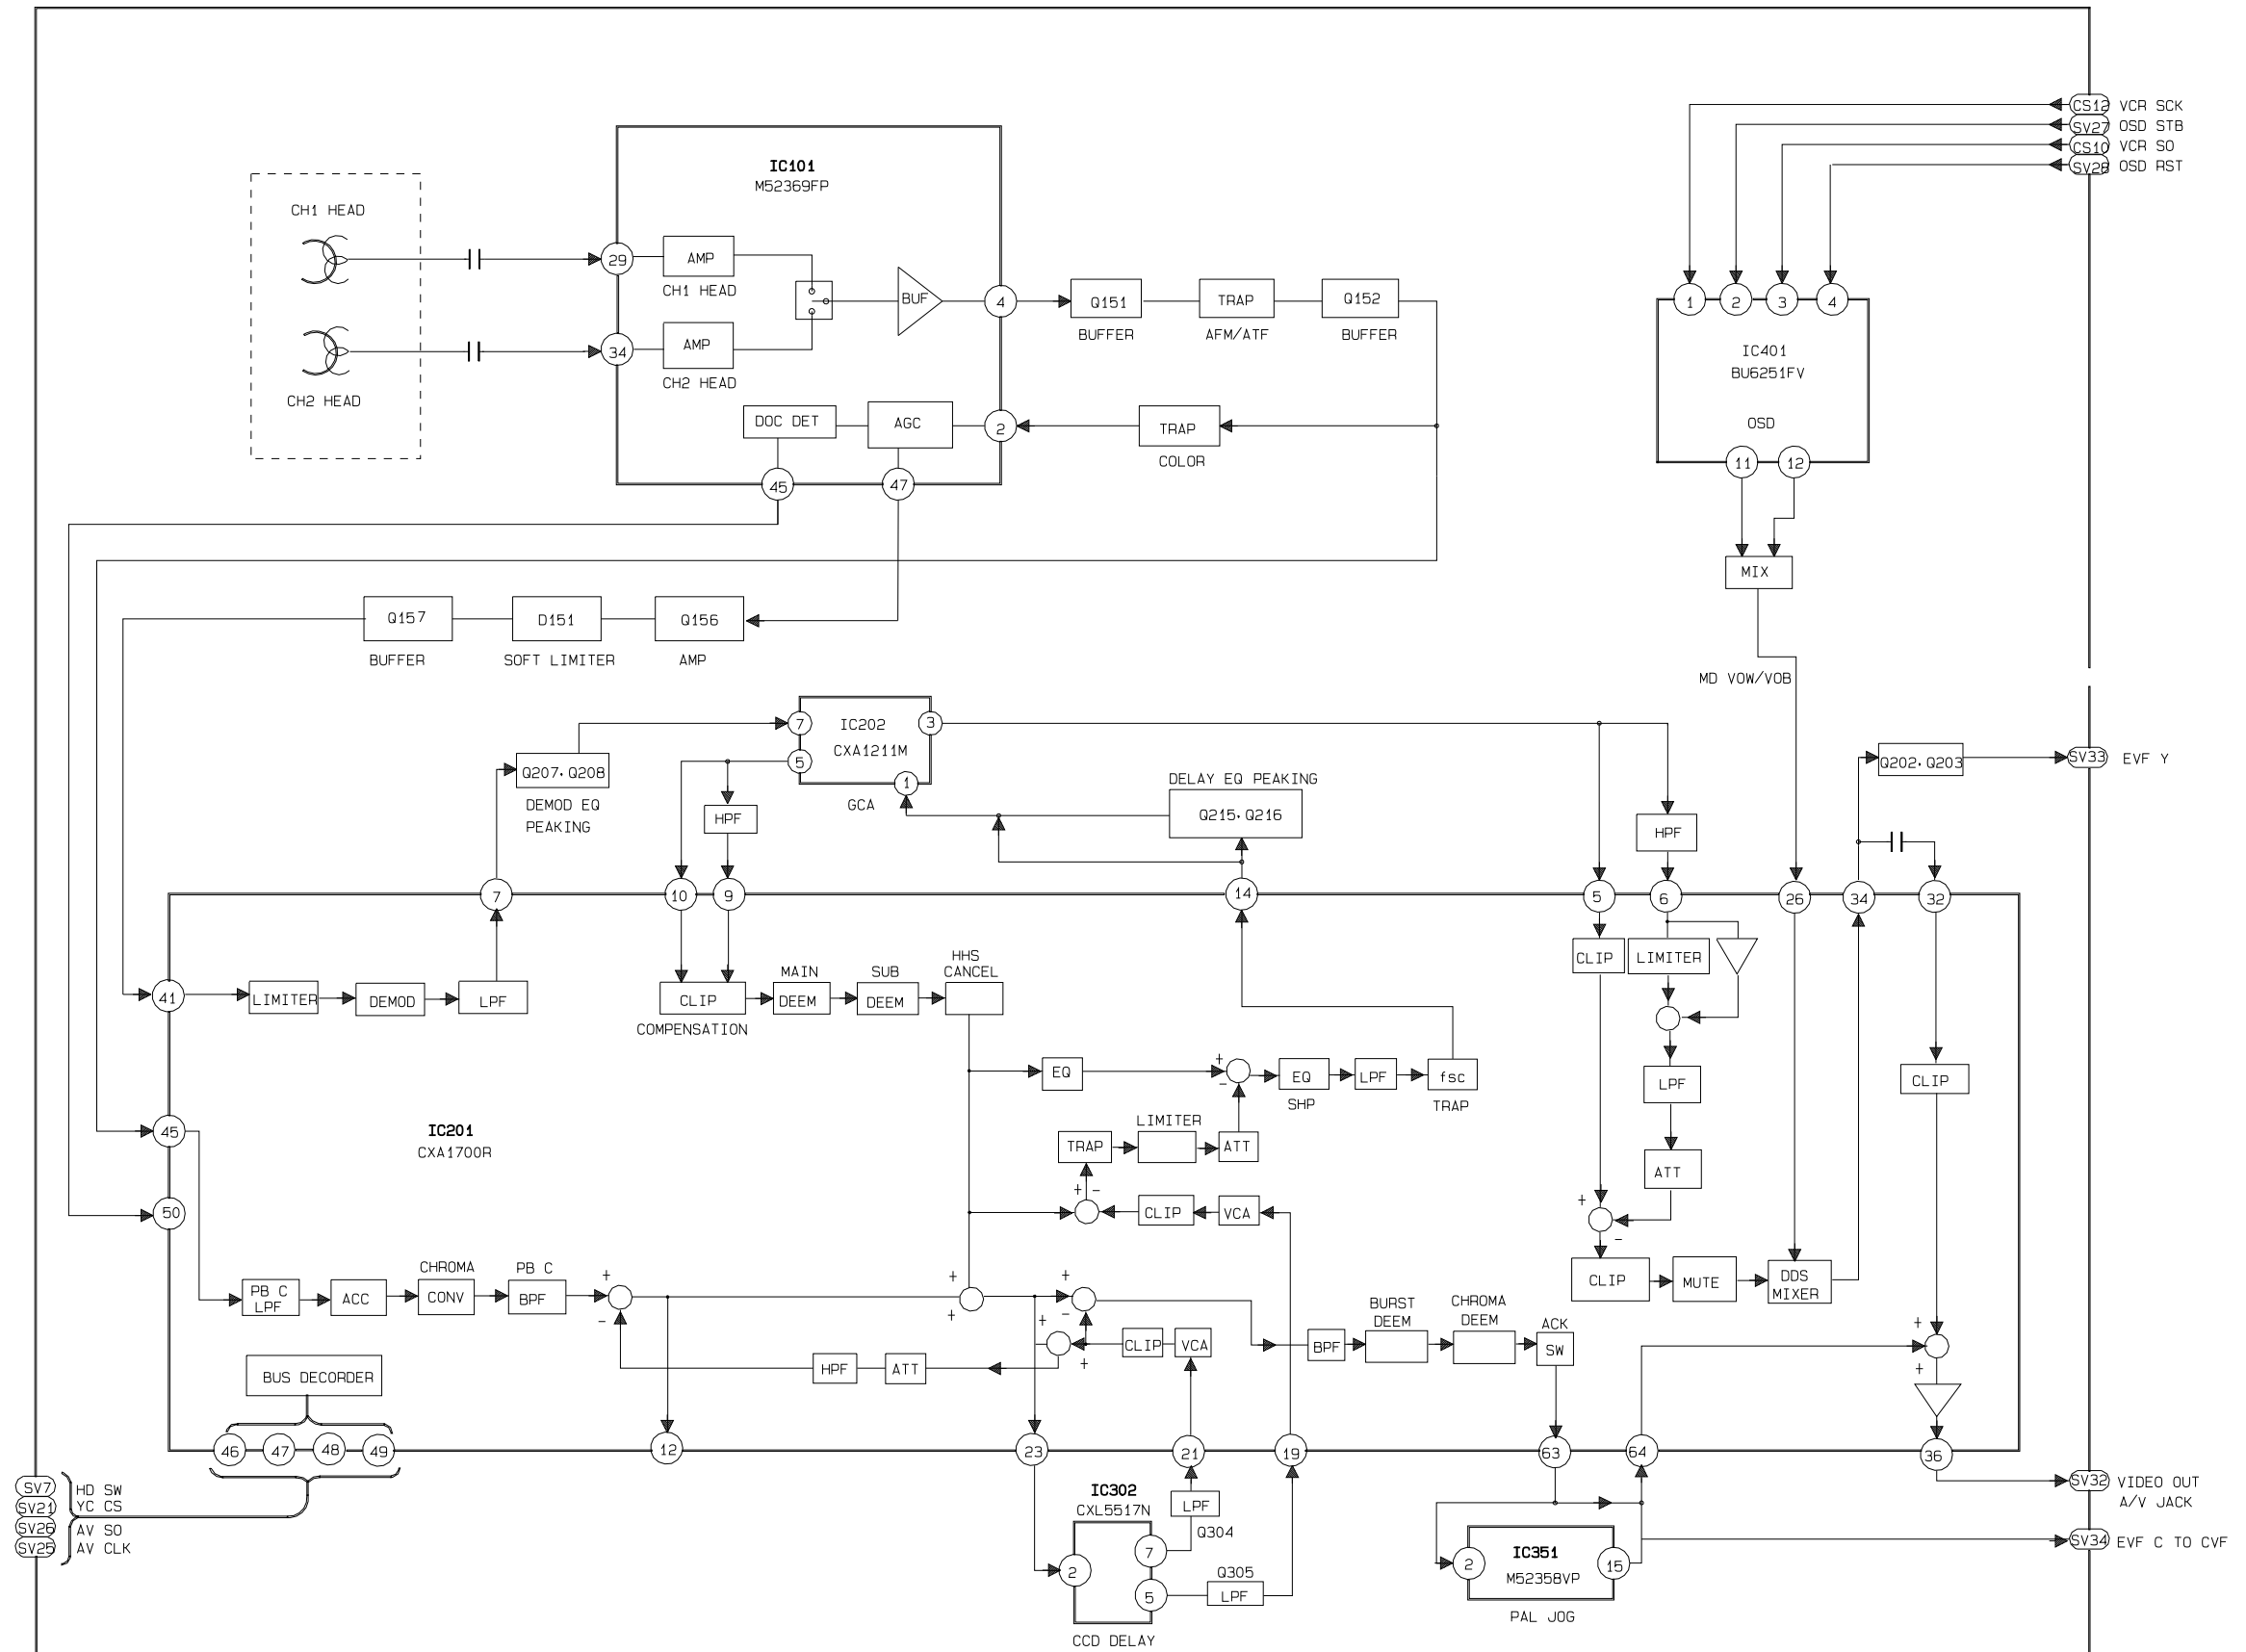 CS12 VCR SCK
SV27 OSD STB
CS10 VCR SO
SV28 OSD RST
IC101
M52369FP
CH1 HEAD
CH2 HEAD
29
AMP
CH1 HEAD
34
AMP
CH2 HEAD
BUF
4
Q151
BUFFER
TRAP
AFM/ATF
Q152
BUFFER
DOC DET
AGC
2
TRAP
COLOR
45
47
1
2
3
4
IC401
BU6251FV
OSD
11
12
MIX
MD VOW/VOB
Q157
BUFFER
D151
SOFT LIMITER
Q156
AMP
7
IC202
CXA1211M
3
5
1
GCA
Q207.Q208
DEMOD EQ
PEAKING
HPF
DELAY EQ PEAKING
Q215.Q216
HPF
Q202.Q203
SV33 EVF Y
7
10
9
14
5
6
26
34
32
41
LIMITER
DEMOD
LPF
CLIP
COMPENSATION
MAIN
DEEM
SUB
DEEM
HHS
CANCEL
CLIP
LIMITER
EQ
+
-
EQ
SHP
LPF
fsc
TRAP
LPF
CLIP
45
IC201
CXA1700R
TRAP
LIMITER
ATT
ATT
50
+ -
CLIP
VCA
+
-
PB C
LPF
ACC
CHROMA
CONV
PB C
BPF
+
-
+
+
+
-
+
+
CLIP
VCA
HPF
ATT
BPF
BURST
DEEM
CHROMA
DEEM
ACK
SW
CLIP
MUTE
DDS
MIXER
+
+
BUS DECORDER
46
47
48
49
12
23
21
19
63
64
36
SV7 HD SW
SV21 YC CS
SV26 AV SO
SV25 AV CLK
IC302
CXL5517N
2
7
5
LPF
Q304
Q305
LPF
CCD DELAY
2
IC351
M52358VP
15
PAL JOG
SV32 VIDEO OUT
A/V JACK
SV34 EVF C TO CVF